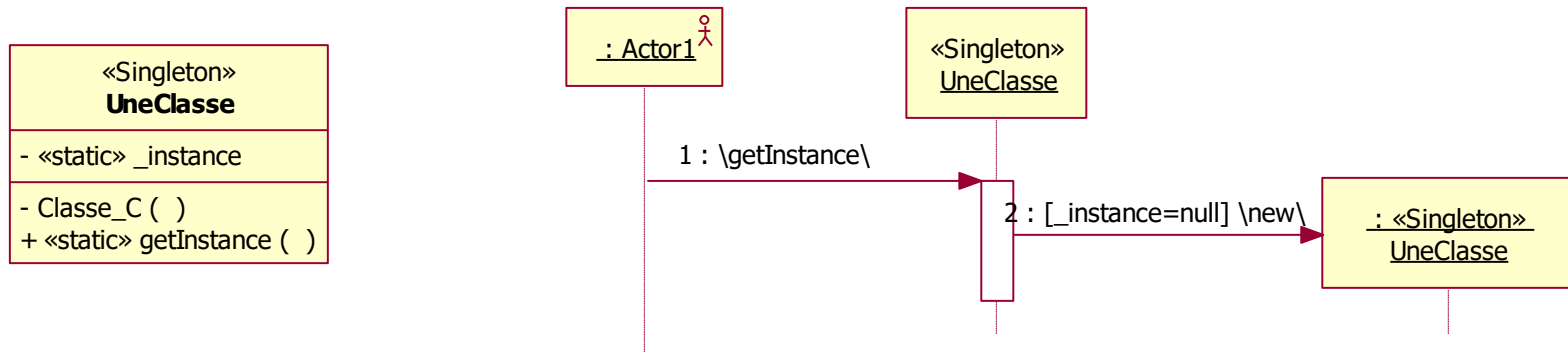 «Singleton»
UneClasse
- «static» _instance
- Classe_C ( )
+ «static» getInstance ( )
: Actor1
«Singleton»
UneClasse
1 : \getInstance\
2 : [_instance=null] \new\
: «Singleton»
UneClasse